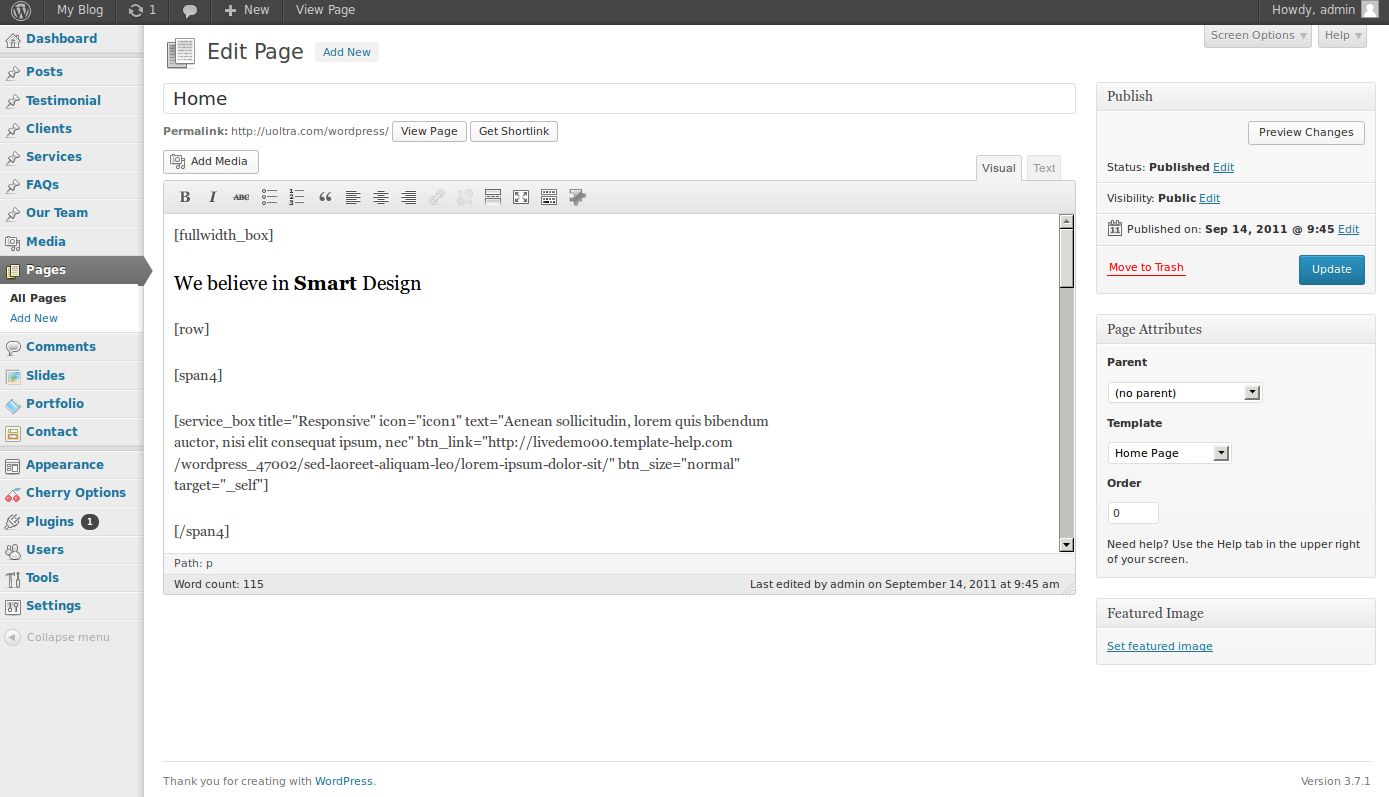 My Blog 1 New View Page Howdy, admin
Dashboard
Posts
Testimonial
Clients
Services
FAQs
Our Team
Media
Pages
All Pages
Add New
Comments
Slides
Portfolio
Contact
Appearance
Cherry Options
Plugins 1
Users
Tools
Settings
Collapse menu
Screen Options Help
Edit Page Add New
Home
Permalink: http://uoltra.com/wordpress/ View Page Get Shortlink
Add Media
Visual Text
B I ABC
[fullwidth_box]
We believe in Smart Design
[row]
[span4]
[service_box title="Responsive" icon="icon1" text="Aenean sollicitudin, lorem quis bibendum
auctor, nisi elit consequat ipsum, nec" btn_link="http://livedemo00.template-help.com
/wordpress_47002/sed-laoreet-aliquam-leo/lorem-ipsum-dolor-sit/" btn_size="normal"
target="_self"]
[/span4]
Path: p
Word count: 115 Last edited by admin on September 14, 2011 at 9:45 am
Publish
Preview Changes
Status: Published Edit
Visibility: Public Edit
11 Published on: Sep 14, 2011 @ 9:45 Edit
Move to Trash Update
Page Attributes
Parent
(no parent)
Template
Home Page
Order
0
Need help? Use the Help tab in the upper right
of your screen.
Featured Image
Set featured image
Thank you for creating with WordPress. Version 3.7.1